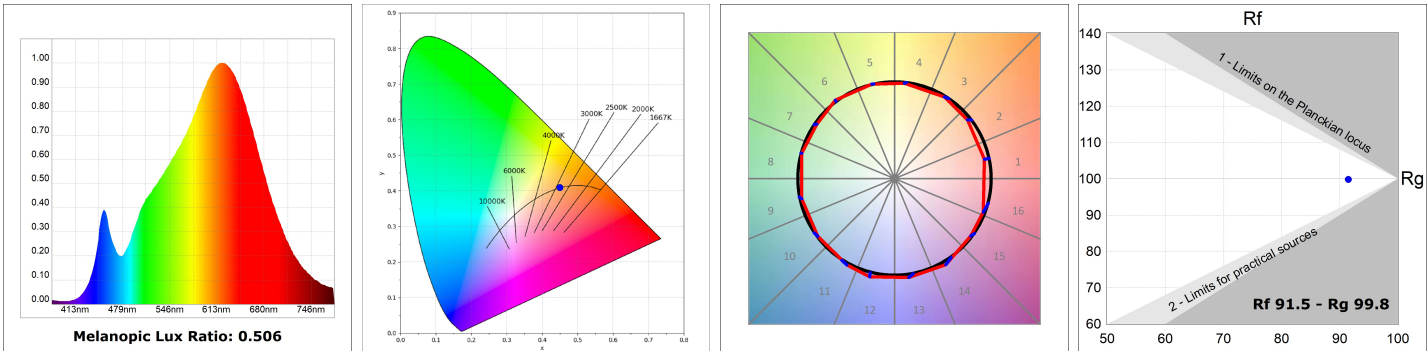 1.00
0.90
0.80
0.70
0.60
0.50
0.40
0.30
0.20
0.10
0.00
413nm 479nm 546nm 613nm 680nm 746nm
Melanopic Lux Ratio: 0.506
0.9
0.8
0.7
0.6
0.5
0.4
0.3
0.2
0.1
0.0
y
0.0 0.1 0.2 0.3 0.4 0.5 0.6 0.7 0.8
x
10000K
6000K
4000K
3000K
2500K
2000K
1667K
5 4
6 3
7 2
8 1
9 16
10 15
11 14
12 13
Rf
140
130
120
110
100
90
80
70
60
50 60 70 80 90 100
Rg
1 - Limits on the Planckian locus
2 - Limits for practical sources
Rf 91.5 - Rg 99.8